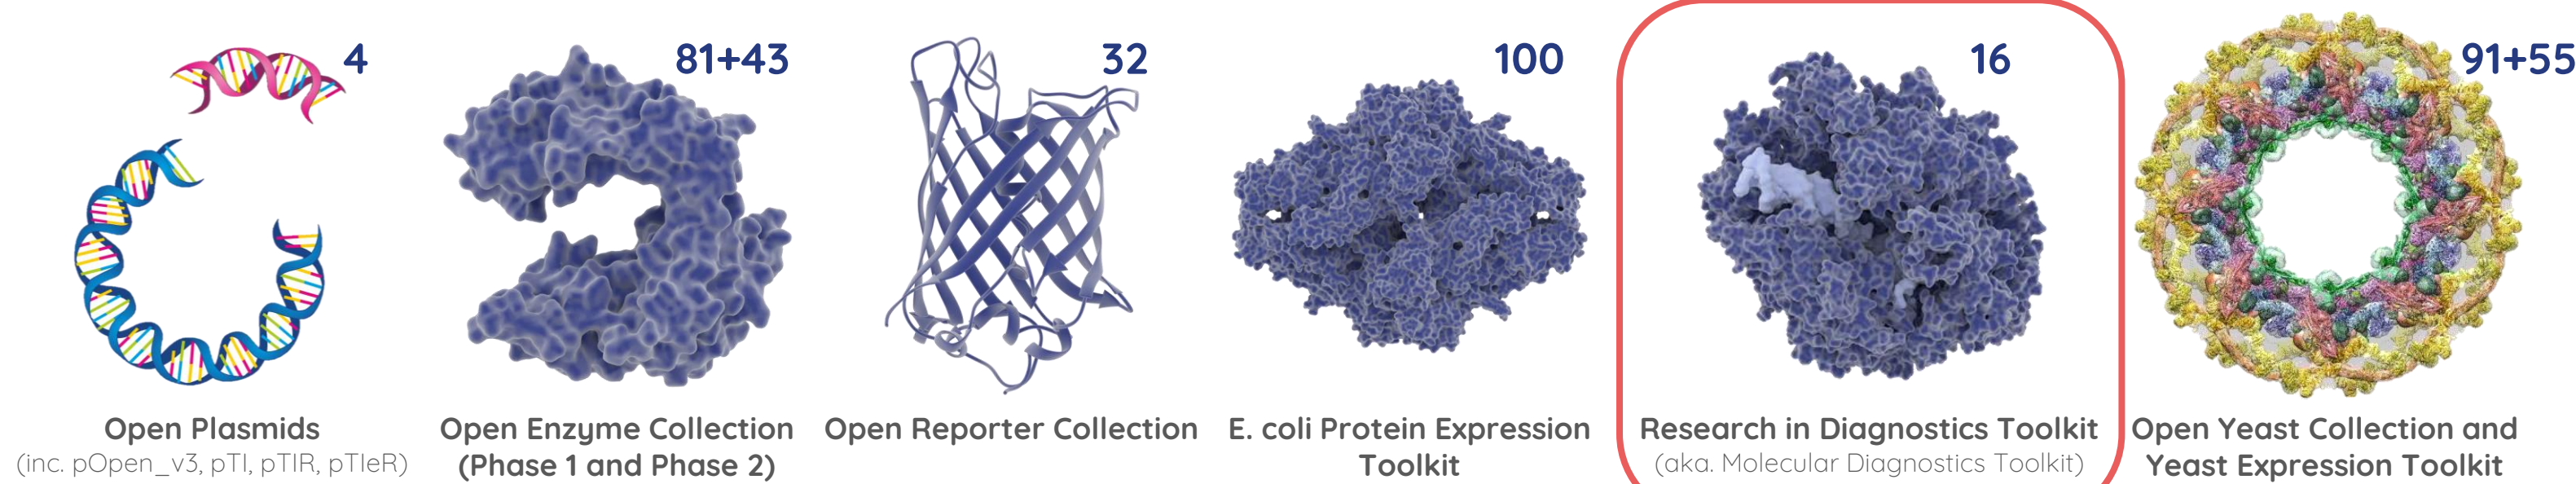 4
81+43
32
100
16
91+55
Open Plasmids
(inc. pOpen_v3, pTI, pTIR, pTIeR)
Open Enzyme Collection
(Phase 1 and Phase 2)
Open Reporter Collection
E. coli Protein Expression
Toolkit
Research in Diagnostics Toolkit
(aka. Molecular Diagnostics Toolkit)
Open Yeast Collection and
Yeast Expression Toolkit